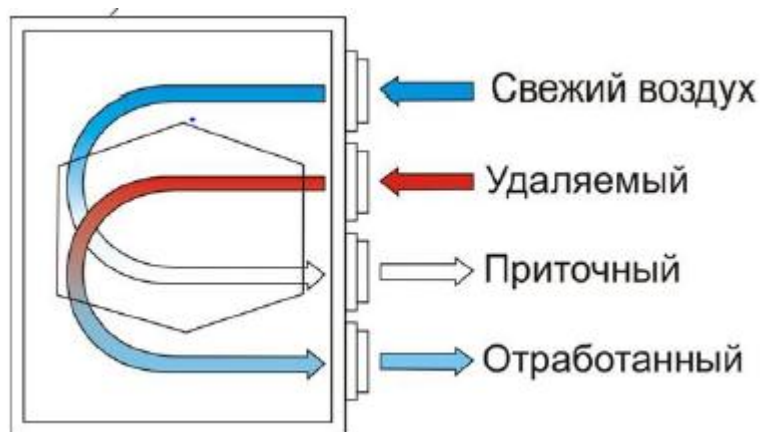 Свежий воздух
Удаляемый
Приточный
Отработанный